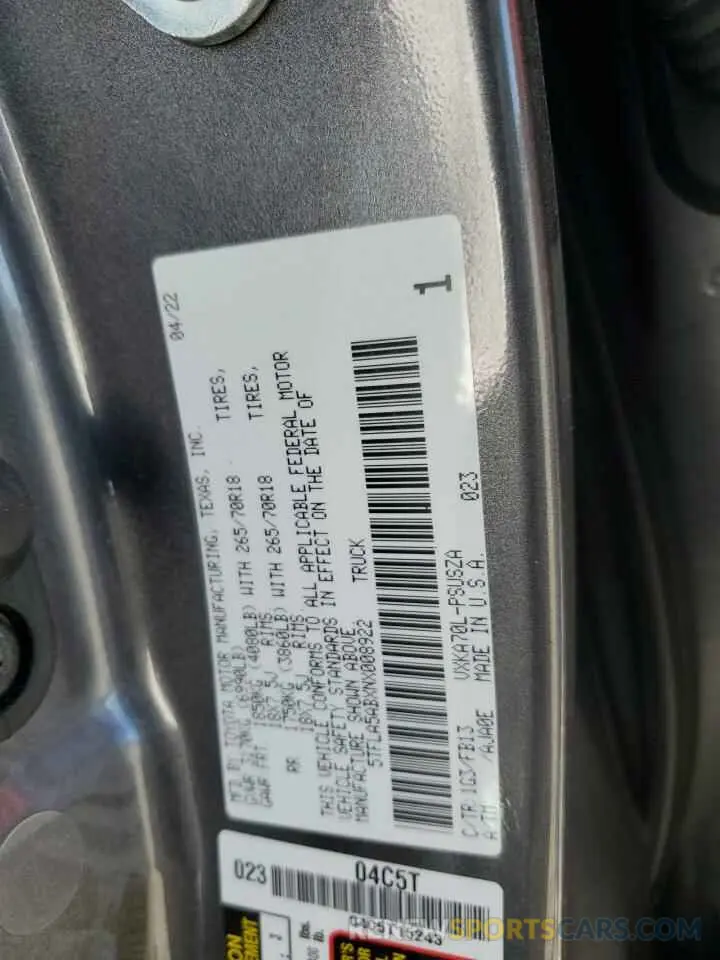 04/22
MFD BY TOYOTA MOTOR MANUFACTURING, TEXAS, INC.
GVWR (6990LB)
GAWR FRT 1850KG (4080LB) WITH 265/70R18 TIRES,
18X7.5J RIMS
RR 1750KG (3860LB) WITH 265/70R18 TIRES,
18X7.5J RIMS
THIS VEHICLE CONFORMS TO ALL APPLICABLE FEDERAL MOTOR
VEHICLE SAFETY STANDARDS IN EFFECT ON THE DATE OF
MANUFACTURE SHOWN ABOVE
5TFLA5ABXNX008922 TRUCK
1
C/TR 1G3/FB13 VXKA70L-PSUSZA 023
A/TM /AJA0E MADE IN U.S.A.
023 04C5T
04C5T15243
SALVAGESPORTSCARS.COM